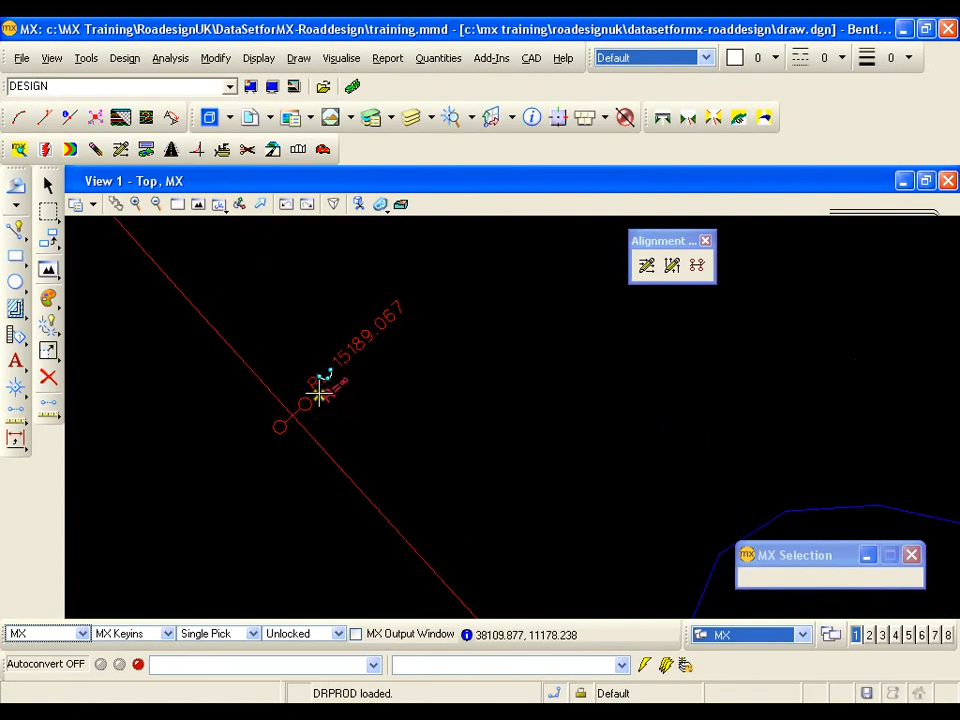 MX: c:\MX Training\RoadesignUK\DataSetforMX-Roaddesign\training.mmd - [c:\mx training\roadesignuk\datasetformx-roaddesign\draw.dgn] - Bentl...
File View Tools Design Analysis Modify Display Draw Visualise Report Quantities Add-Ins CAD Help
Default 0 0 0
DESIGN
View 1 - Top, MX
Alignment ...
15189.067
R=∞
MX Selection
MX MX Keyins Single Pick Unlocked MX Output Window 38109.877, 11178.238 MX 1 2 3 4 5 6 7 8
Autoconvert OFF
DRPROD loaded. Default